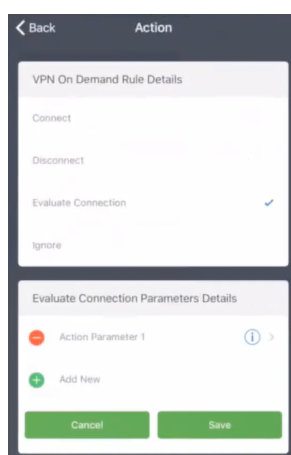 Back
Action
VPN On Demand Rule Details
Connect
Disconnect
Evaluate Connection
Ignore
Evaluate Connection Parameters Details
Action Parameter 1
Add New
Cancel
Save